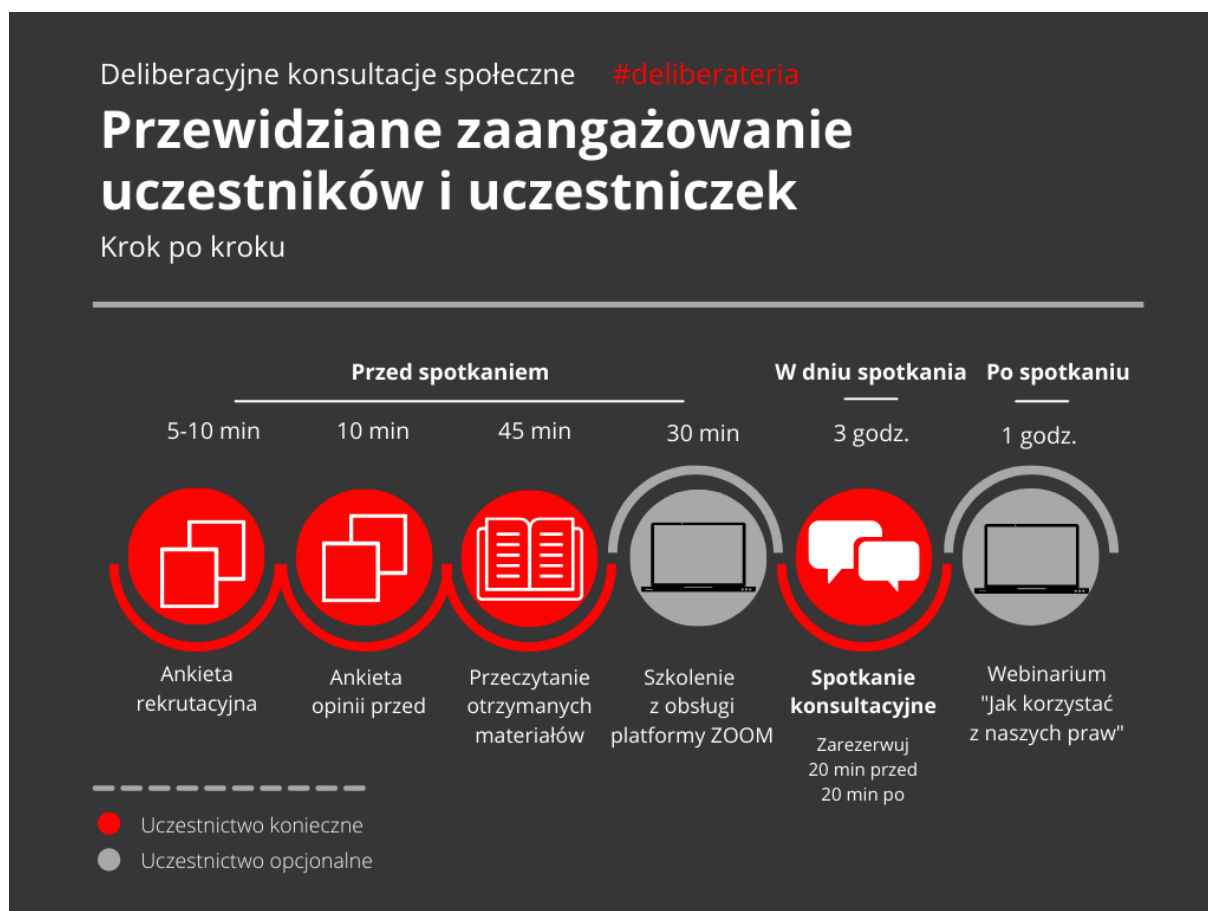 Deliberacyjne konsultacje społeczne #deliberateria
Przewidziane zaangażowanie
uczestników i uczestniczek
Krok po kroku
Przed spotkaniem
W dniu spotkania
Po spotkaniu
5-10 min
10 min
45 min
30 min
3 godz.
1 godz.
Ankieta
rekrutacyjna
Ankieta
opinii przed
Przeczytanie
otrzymanych
materiałów
Szkolenie
z obsługi
platformy ZOOM
Spotkanie
konsultacyjne
Zarezerwuj
20 min przed
20 min po
Webinarium
"Jak korzystać
z naszych praw"
Uczestnictwo konieczne
Uczestnictwo opcjonalne